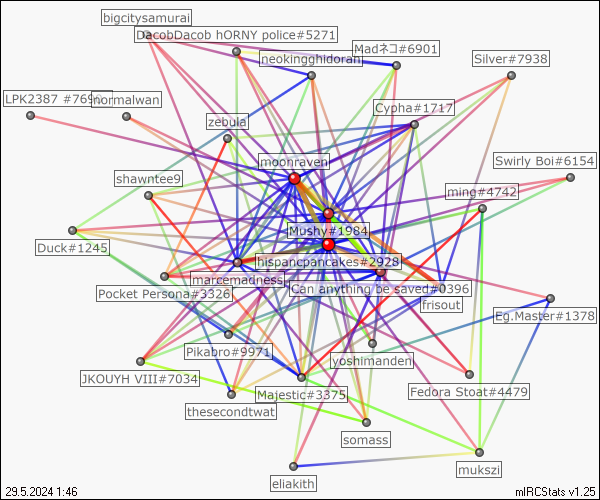 bigcitysamurai
DacobDacob hORNY police#5271
Madネコ#6901
neokingghidorah
Silver#7938
LPK2387 #769
normalwan
Cypha#1717
zebula
moonraven
Swirly Boi#6154
shawntee9
ming#4742
Mushy#1984
Duck#1245
hispancpancakes#2928
marcemadness
Can anything be saved#0396
Pocket Persona#3326
frisout
Eg.Master#1378
Pikabro#9971
yoshimanden
JKOUYH VIII#7034
Majestic#3375
Fedora Stoat#4479
thesecondtwat
somass
mukszi
eliakith
29.5.2024 1:46
mIRCStats v1.25